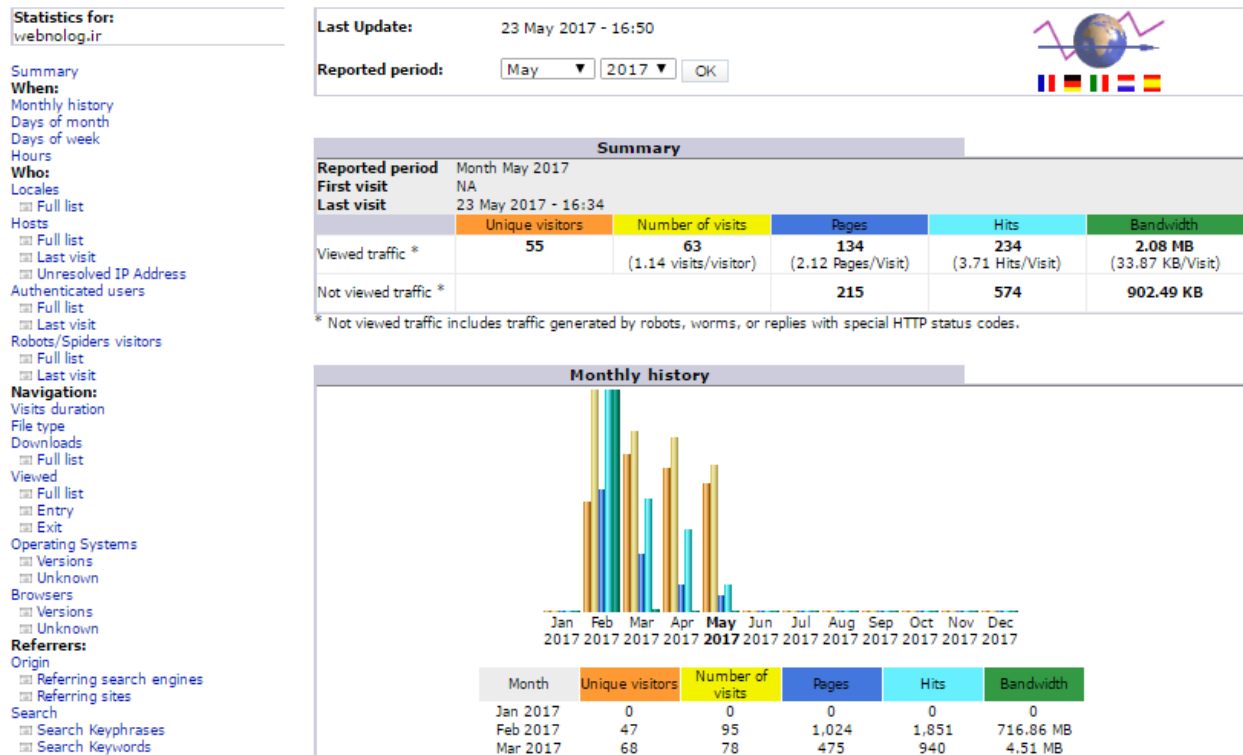 Statistics for:
webnolog.ir
Summary
When:
Monthly history
Days of month
Days of week
Hours
Who:
Locales
Full list
Hosts
Full list
Last visit
Unresolved IP Address
Authenticated users
Full list
Last visit
Robots/Spiders visitors
Full list
Last visit
Navigation:
Visits duration
File type
Downloads
Full list
Viewed
Full list
Entry
Exit
Operating Systems
Versions
Unknown
Browsers
Versions
Unknown
Referrers:
Origin
Referring search engines
Referring sites
Search
Search Keyphrases
Search Keywords
Last Update: 23 May 2017 - 16:50
Reported period: May 2017 OK
Summary
Reported period Month May 2017
First visit NA
Last visit 23 May 2017 - 16:34
Unique visitors Number of visits Pages Hits Bandwidth
Viewed traffic * 55 63 134 234 2.08 MB
(1.14 visits/visitor) (2.12 Pages/Visit) (3.71 Hits/Visit) (33.87 KB/Visit)
Not viewed traffic * 215 574 902.49 KB
* Not viewed traffic includes traffic generated by robots, worms, or replies with special HTTP status codes.
Monthly history
Jan Feb Mar Apr May Jun Jul Aug Sep Oct Nov Dec
2017 2017 2017 2017 2017 2017 2017 2017 2017 2017 2017 2017
Month Unique visitors Number of visits Pages Hits Bandwidth
Jan 2017 0 0 0 0 0
Feb 2017 47 95 1,024 1,851 716.86 MB
Mar 2017 68 78 475 940 4.51 MB